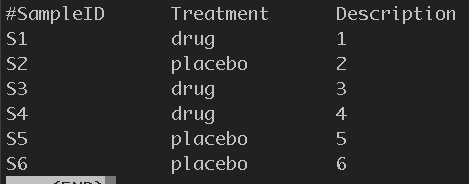 #SampleID Treatment Description
S1 drug 1
S2 placebo 2
S3 drug 3
S4 drug 4
S5 placebo 5
S6 placebo 6